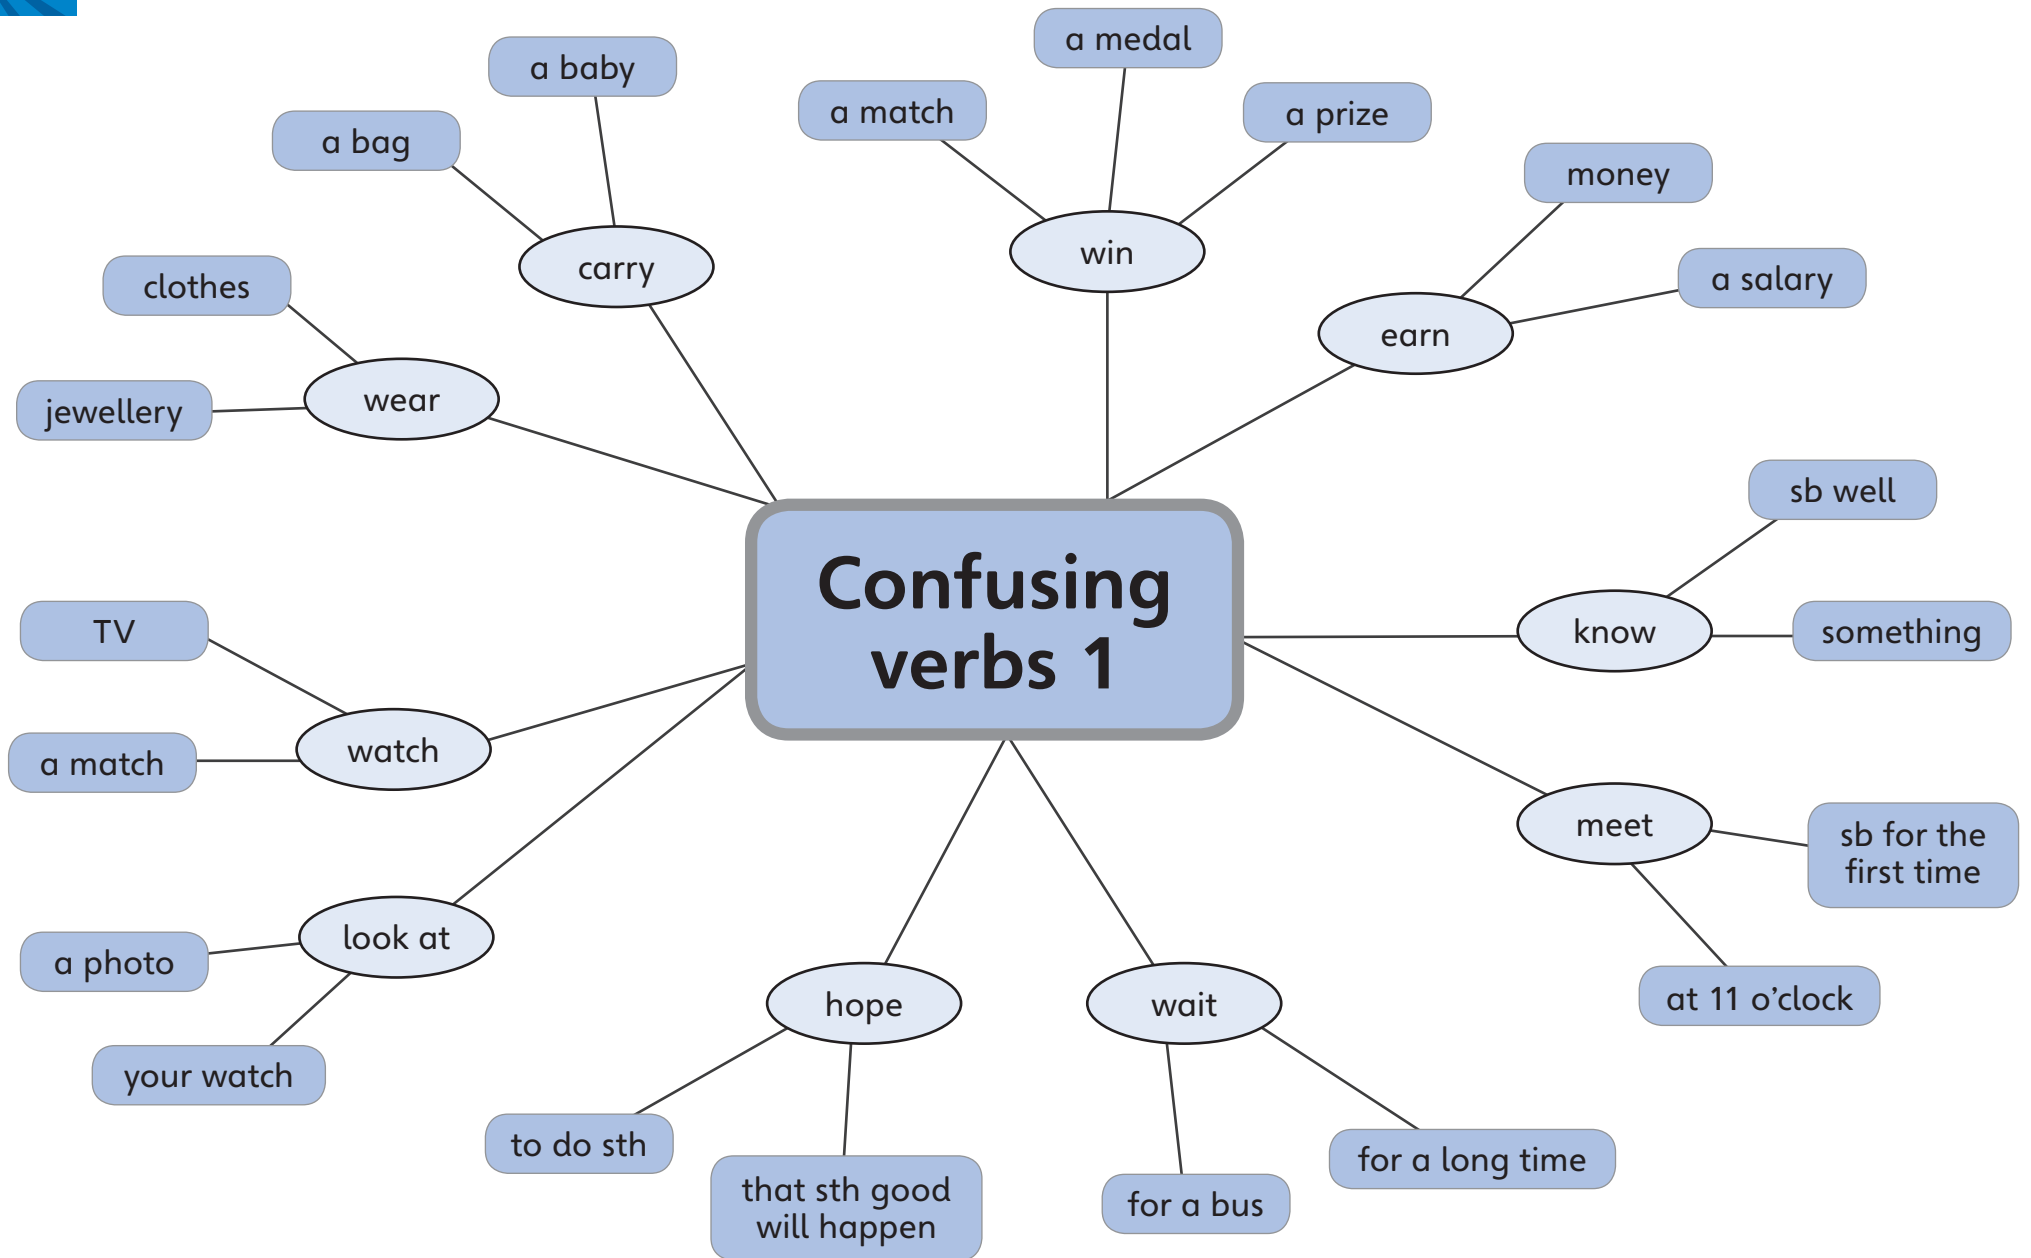 a medal
a baby
a match
a prize
a bag
money
win
carry
a salary
clothes
earn
wear
jewellery
sb well
Confusing
verbs 1
TV
know
something
watch
a match
meet
sb for the
first time
look at
a photo
at 11 o’clock
hope
wait
your watch
to do sth
for a long time
that sth good
will happen
for a bus